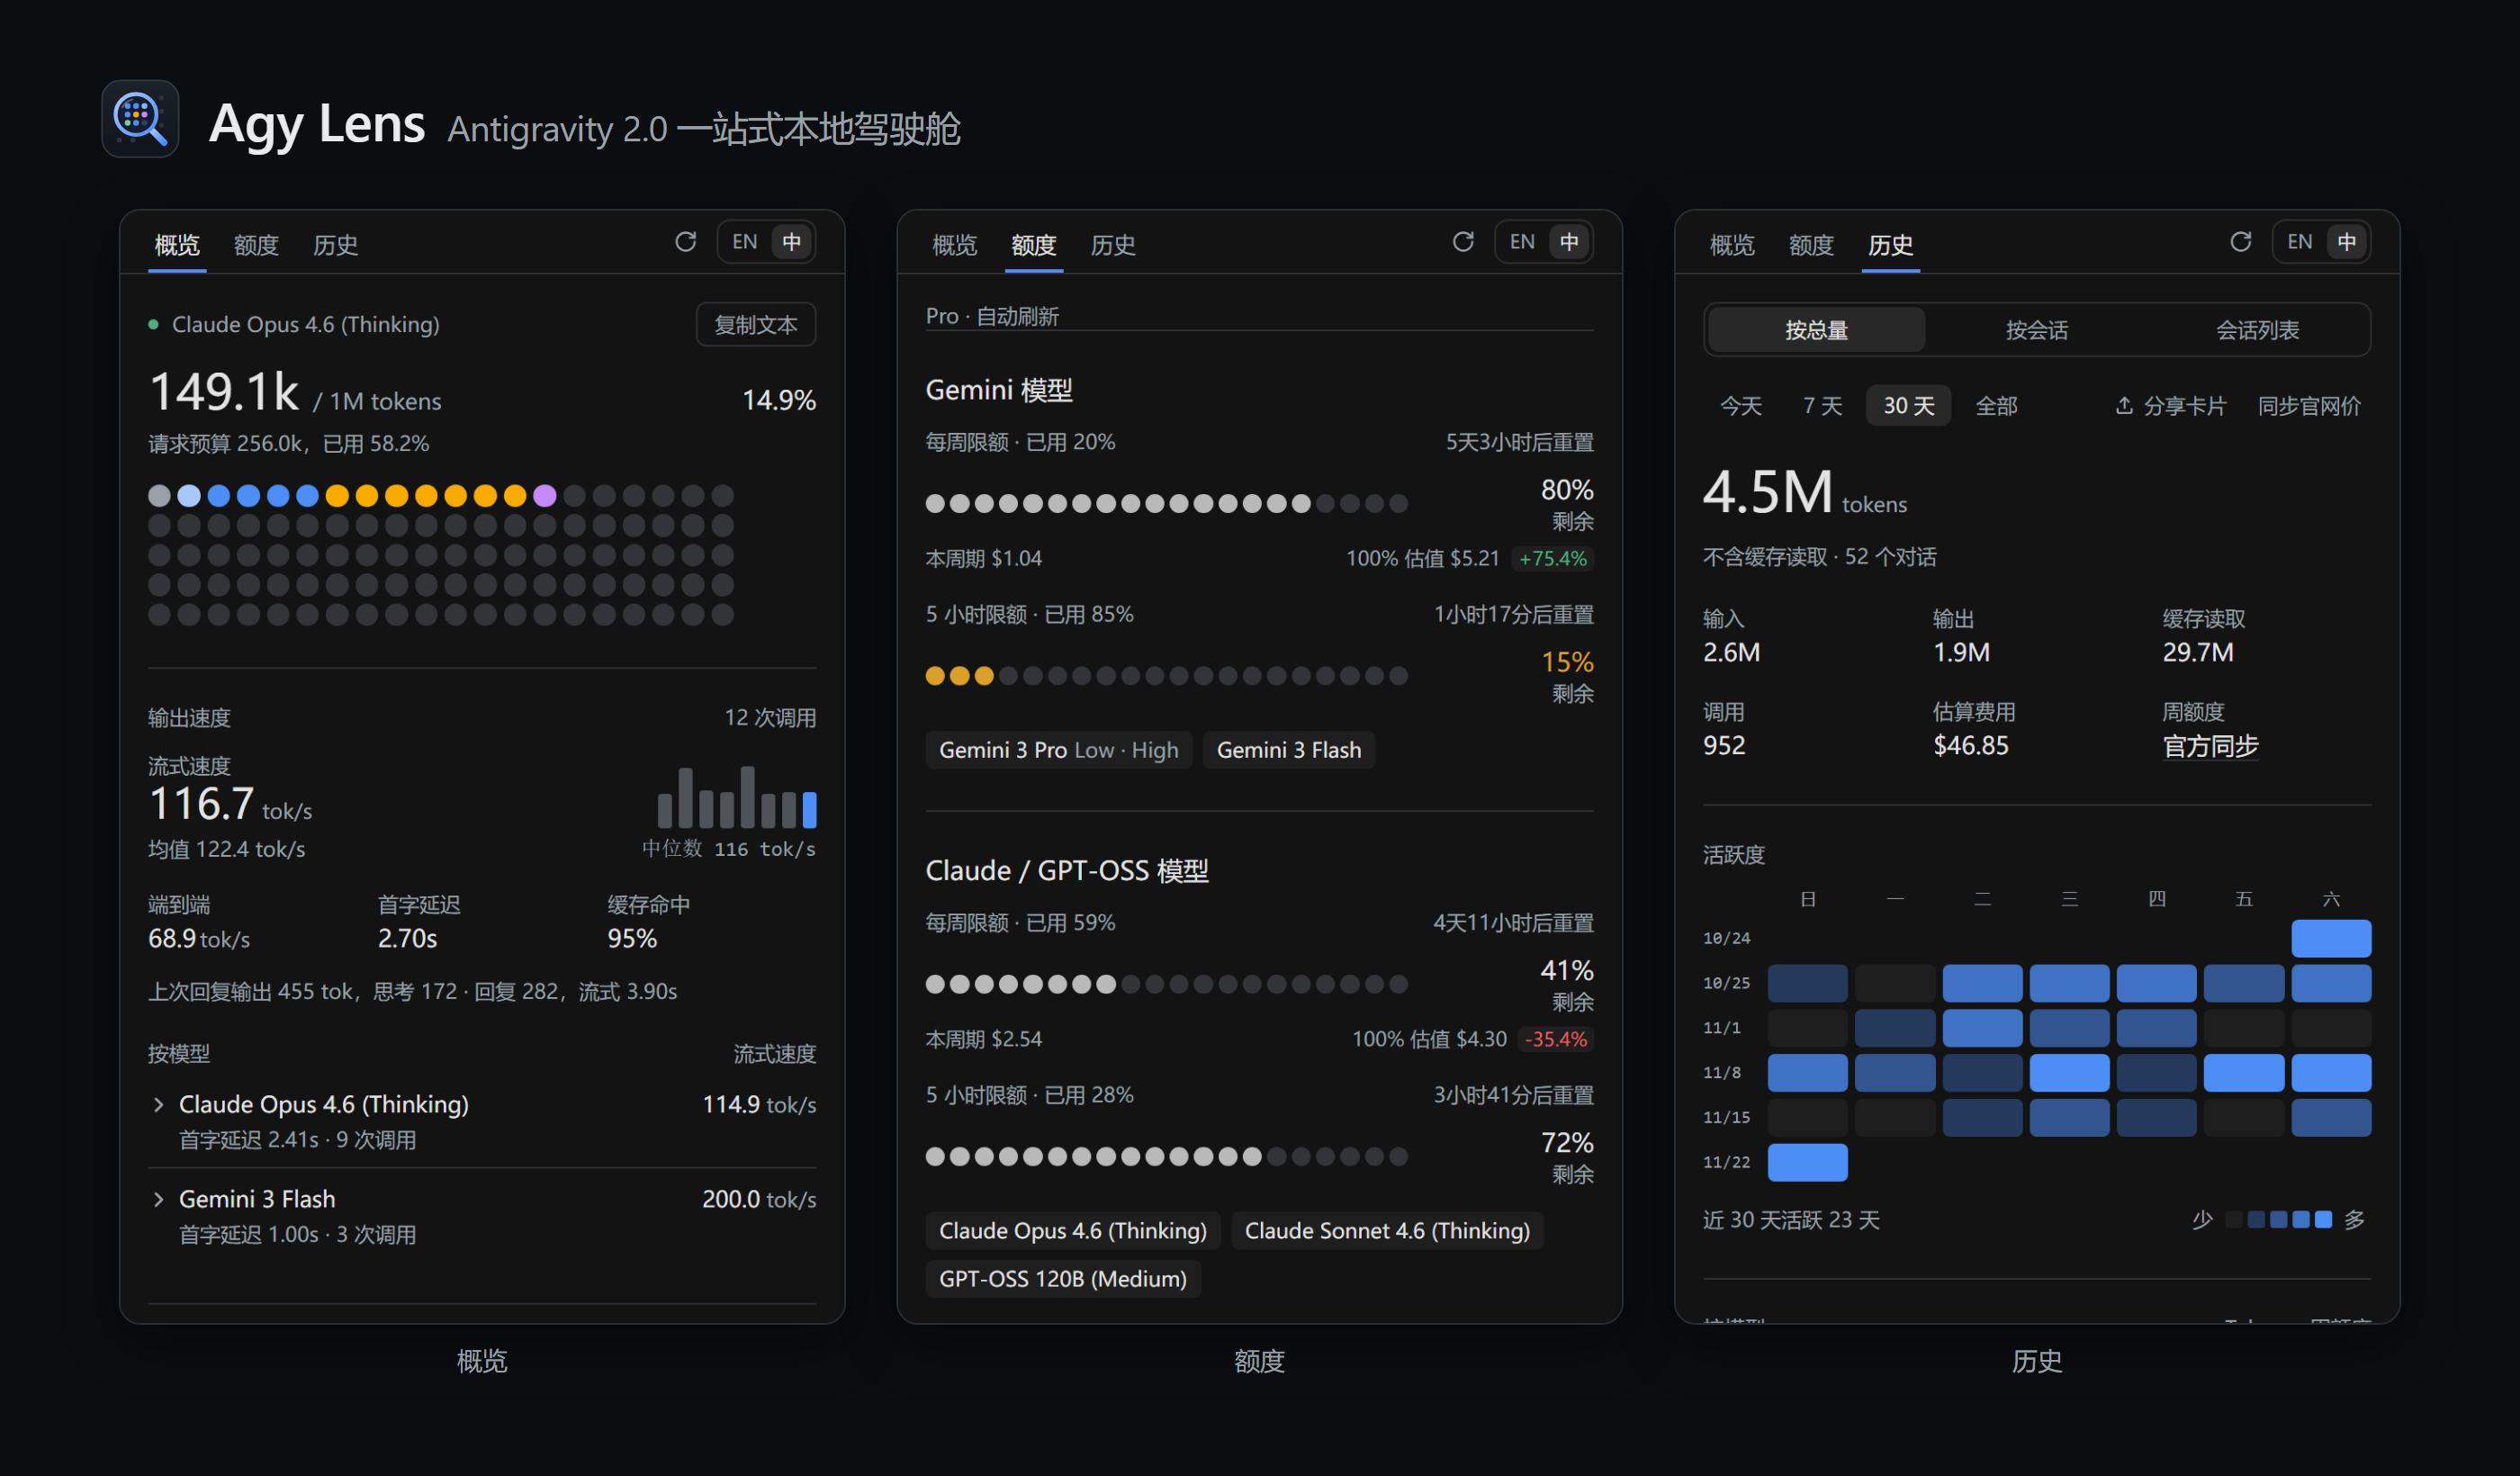 Agy Lens Antigravity 2.0 一站式本地驾驶舱
概览 额度 历史 EN 中
Claude Opus 4.6 (Thinking) 复制文本
149.1k / 1M tokens 14.9%
请求预算 256.0k，已用 58.2%
输出速度 12 次调用
流式速度
116.7 tok/s
均值 122.4 tok/s 中位数 116 tok/s
端到端 首字延迟 缓存命中
68.9 tok/s 2.70s 95%
上次回复输出 455 tok，思考 172 · 回复 282，流式 3.90s
按模型 流式速度
Claude Opus 4.6 (Thinking) 114.9 tok/s
首字延迟 2.41s · 9 次调用
Gemini 3 Flash 200.0 tok/s
首字延迟 1.00s · 3 次调用
概览
概览 额度 历史 EN 中
Pro · 自动刷新
Gemini 模型
每周限额 · 已用 20% 5天3小时后重置
80%
剩余
本周期 $1.04 100% 估值 $5.21 +75.4%
5 小时限额 · 已用 85% 1小时17分后重置
15%
剩余
Gemini 3 Pro Low · High Gemini 3 Flash
Claude / GPT-OSS 模型
每周限额 · 已用 59% 4天11小时后重置
41%
剩余
本周期 $2.54 100% 估值 $4.30 -35.4%
5 小时限额 · 已用 28% 3小时41分后重置
72%
剩余
Claude Opus 4.6 (Thinking) Claude Sonnet 4.6 (Thinking)
GPT-OSS 120B (Medium)
额度
概览 额度 历史 EN 中
按总量 按会话 会话列表
今天 7 天 30 天 全部 分享卡片 同步官网价
4.5M tokens
不含缓存读取 · 52 个对话
输入 输出 缓存读取
2.6M 1.9M 29.7M
调用 估算费用 周额度
952 $46.85 官方同步
活跃度
日 一 二 三 四 五 六
10/24
10/25
11/1
11/8
11/15
11/22
近 30 天活跃 23 天 少 多
历史